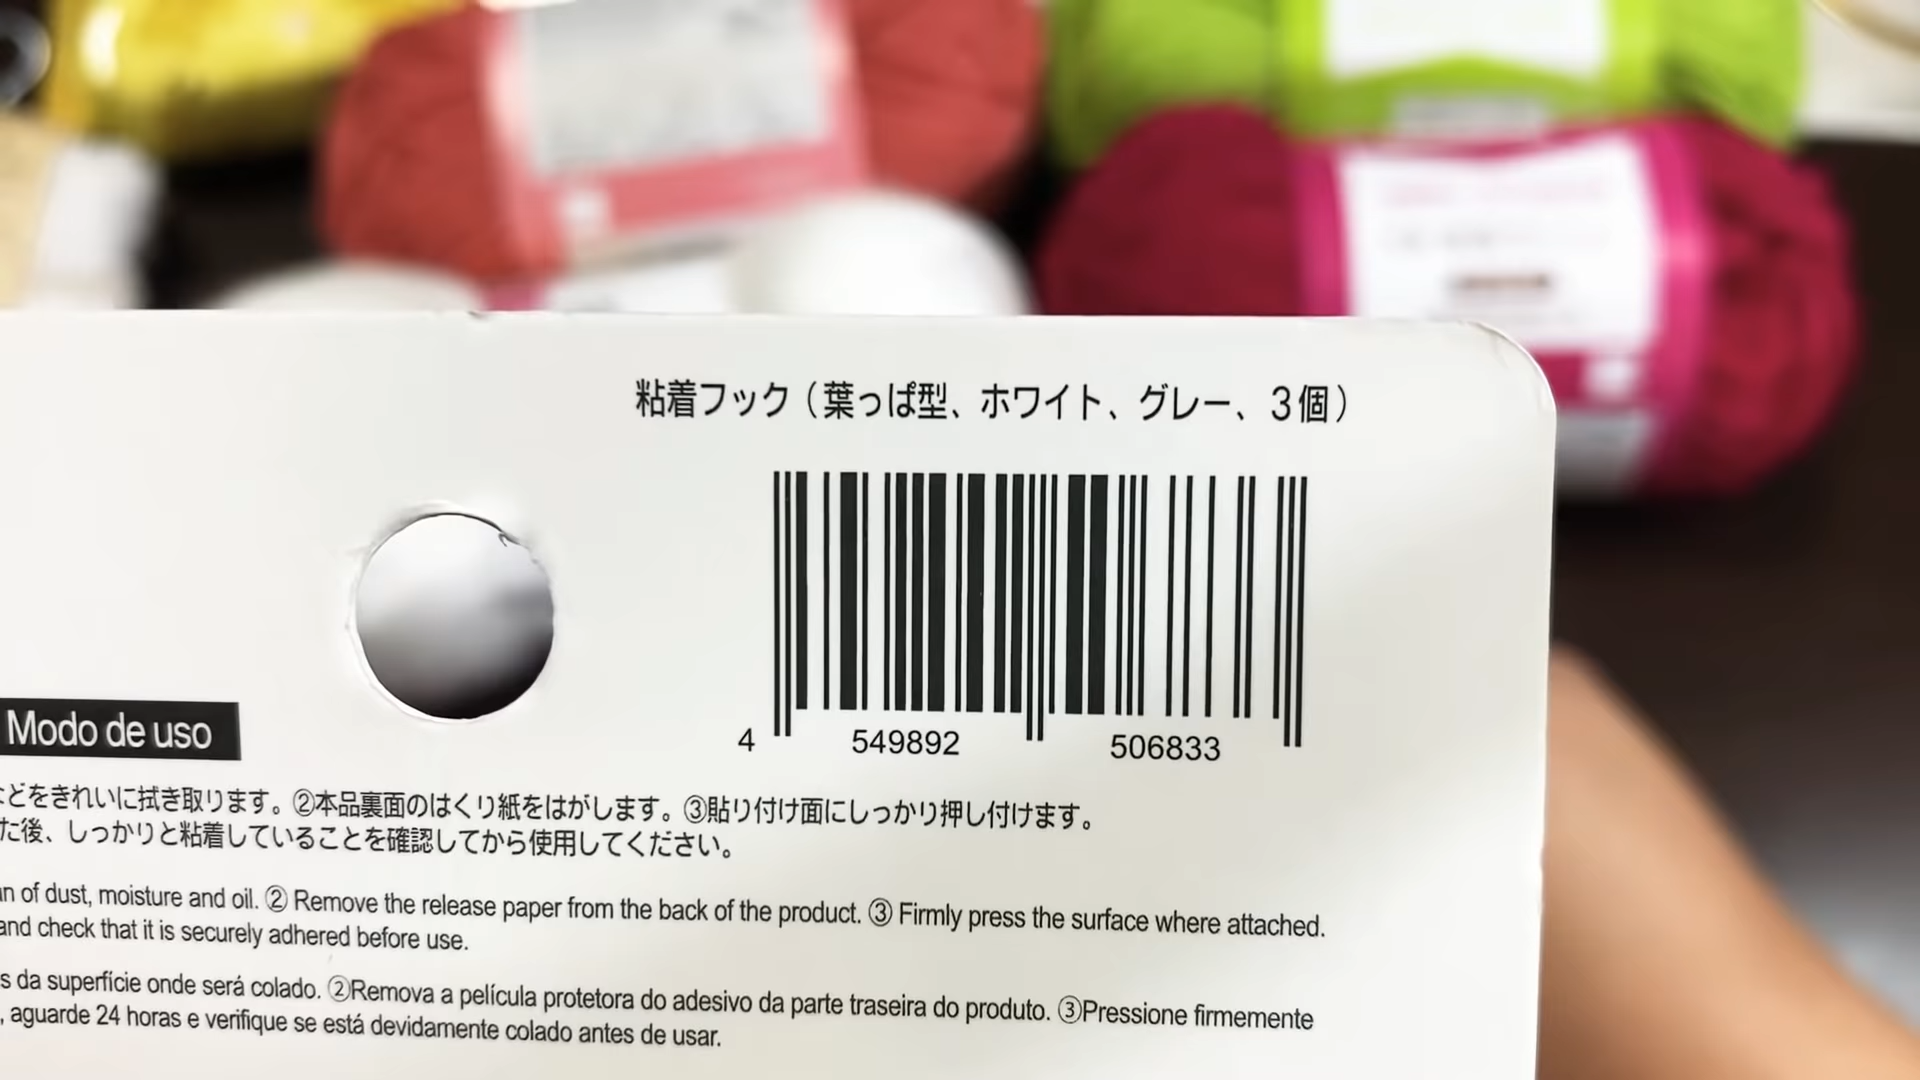 粘着フック（葉っぱ型、ホワイト、グレー、３個）
4 549892 506833
Modo de uso
どをきれいに拭き取ります。②本品裏面のはくり紙をはがします。③貼り付け面にしっかり押し付けます。
た後、しっかりと粘着していることを確認してから使用してください。
of dust, moisture and oil. ② Remove the release paper from the back of the product. ③ Firmly press the surface where attached.
and check that it is securely adhered before use.
s da superfície onde será colado. ②Remova a película protetora do adesivo da parte traseira do produto. ③Pressione firmemente
, aguarde 24 horas e verifique se está devidamente colado antes de usar.